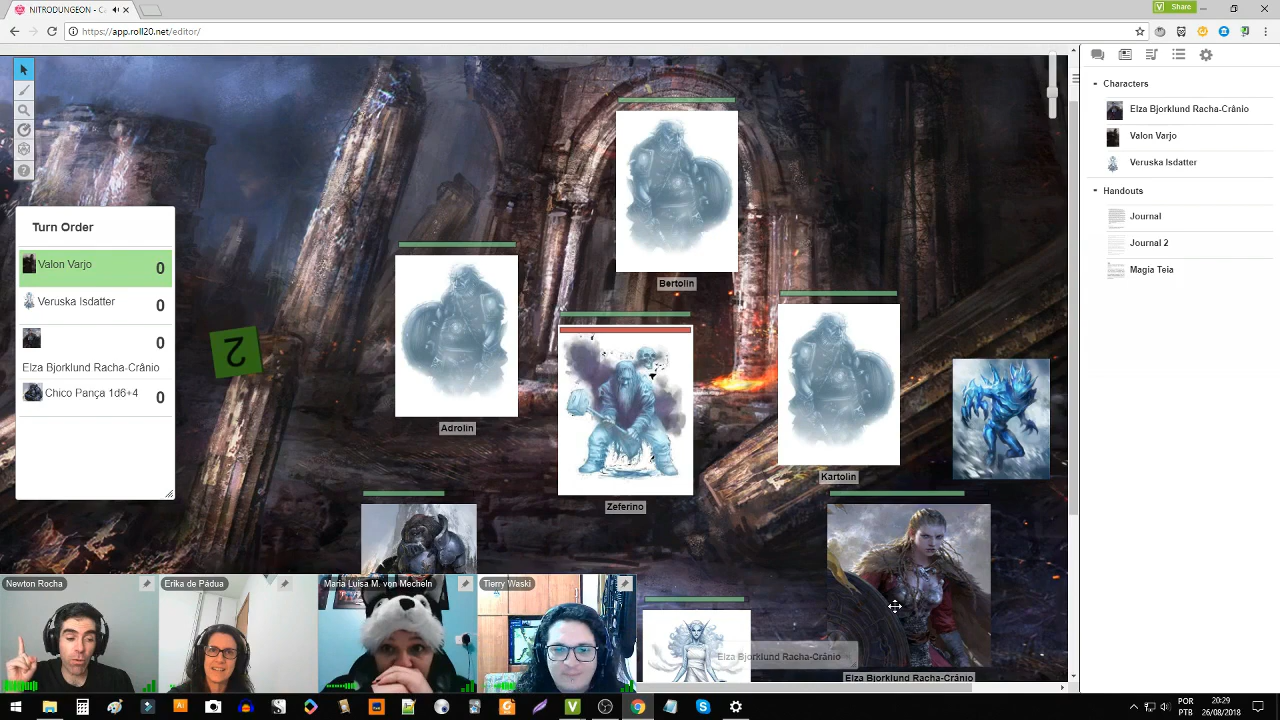 NITRODUNGEON - Ca
Share
https://app.roll20.net/editor/
Characters
Elza Bjorklund Racha-Crânio
Valon Varjo
Veruska Isdatter
Handouts
Journal
Journal 2
Magia Teia
Turn Order
Valon Varjo 0
Veruska Isdatter 0
0
Elza Bjorklund Racha-Crânio
Chico Pança 1d6+4 0
2
Bertolin
Adrolin
Kartolin
Zeferino
Newton Rocha
Erika de Pádua
Maria Luisa M. von Mecheln
Tierry Waski
Elza Bjorklund Racha-Crânio
Elza Bjorklund Racha-Crânio
POR
PTB
20:29
26/08/2018